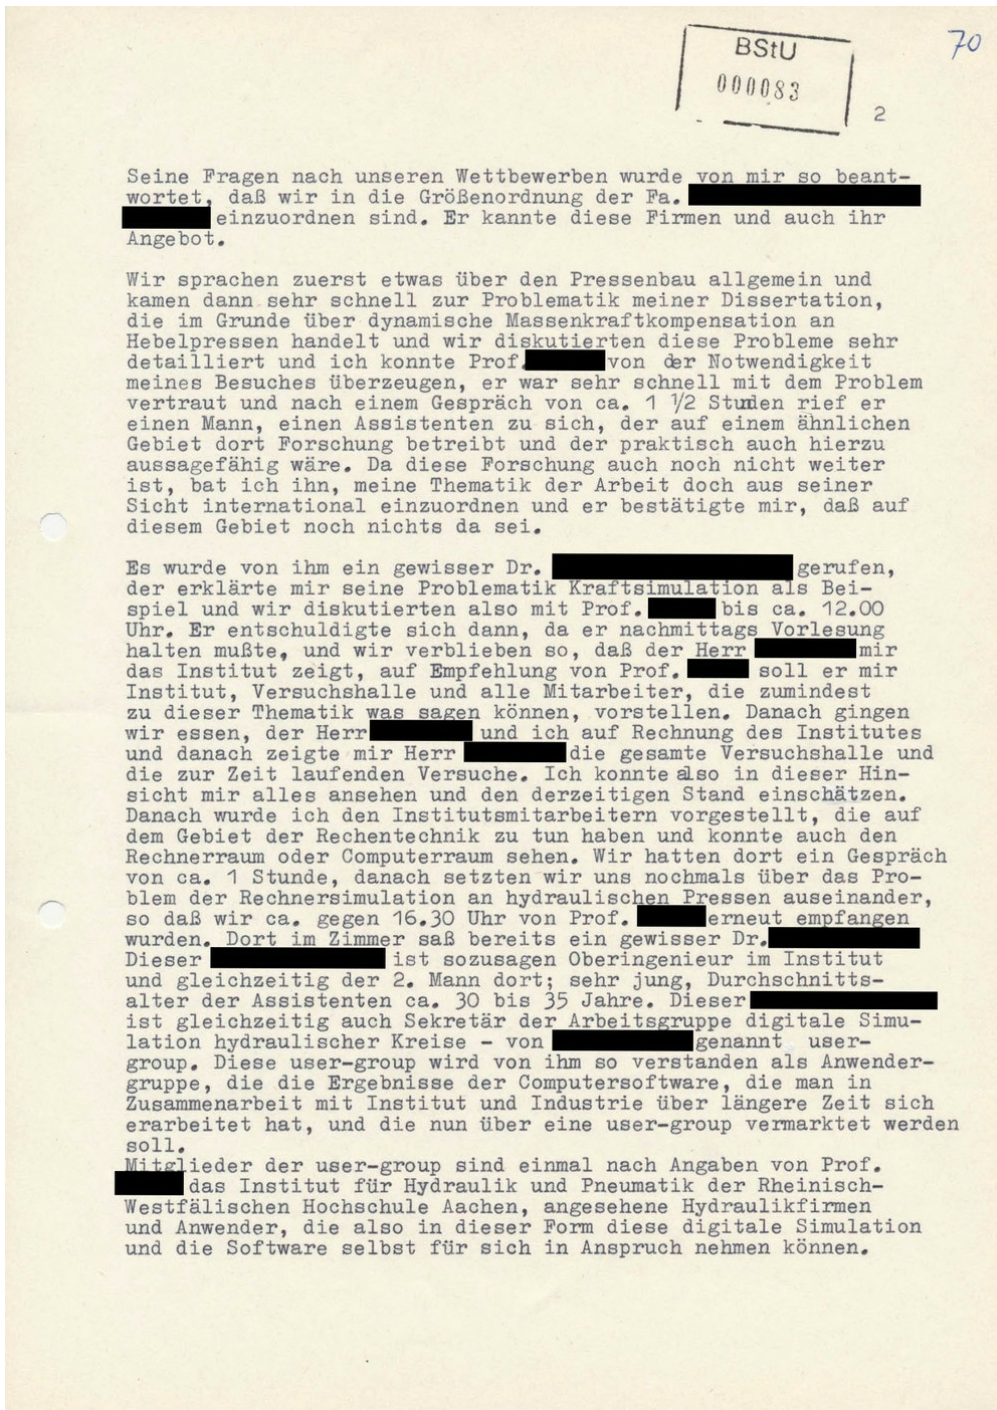 BStU
000083
70
2
Seine Fragen nach unseren Wettbewerben wurde von mir so beant-
wortet, daß wir in die Größenordnung der Fa.
einzuordnen sind. Er kannte diese Firmen und auch ihr
Angebot.
Wir sprachen zuerst etwas über den Pressenbau allgemein und
kamen dann sehr schnell zur Problematik meiner Dissertation,
die im Grunde über dynamische Massenkraftkompensation an
Hebelpressen handelt und wir diskutierten diese Probleme sehr
detailliert und ich konnte Prof. von der Notwendigkeit
meines Besuches überzeugen, er war sehr schnell mit dem Problem
vertraut und nach einem Gespräch von ca. 1 1/2 Stunden rief er
einen Mann, einen Assistenten zu sich, der auf einem ähnlichen
Gebiet dort Forschung betreibt und der praktisch auch hierzu
aussagefähig wäre. Da diese Forschung auch noch nicht weiter
ist, bat ich ihn, meine Thematik der Arbeit doch aus seiner
Sicht international einzuordnen und er bestätigte mir, daß auf
diesem Gebiet noch nichts da sei.
Es wurde von ihm ein gewisser Dr. gerufen,
der erklärte mir seine Problematik Kraftsimulation als Bei-
spiel und wir diskutierten also mit Prof. bis ca. 12.00
Uhr. Er entschuldigte sich dann, da er nachmittags Vorlesung
halten mußte, und wir verblieben so, daß der Herr mir
das Institut zeigt, auf Empfehlung von Prof. soll er mir
Institut, Versuchshalle und alle Mitarbeiter, die zumindest
zu dieser Thematik was sagen können, vorstellen. Danach gingen
wir essen, der Herr und ich auf Rechnung des Institutes
und danach zeigte mir Herr die gesamte Versuchshalle und
die zur Zeit laufenden Versuche. Ich konnte also in dieser Hin-
sicht mir alles ansehen und den derzeitigen Stand einschätzen.
Danach wurde ich den Institutsmitarbeitern vorgestellt, die auf
dem Gebiet der Rechentechnik zu tun haben und konnte auch den
Rechnerraum oder Computerraum sehen. Wir hatten dort ein Gespräch
von ca. 1 Stunde, danach setzten wir uns nochmals über das Pro-
blem der Rechnersimulation an hydraulischen Pressen auseinander,
so daß wir ca. gegen 16.30 Uhr von Prof. erneut empfangen
wurden. Dort im Zimmer saß bereits ein gewisser Dr.
Dieser ist sozusagen Oberingenieur im Institut
und gleichzeitig der 2. Mann dort; sehr jung, Durchschnitts-
alter der Assistenten ca. 30 bis 35 Jahre. Dieser
ist gleichzeitig auch Sekretär der Arbeitsgruppe digitale Simu-
lation hydraulischer Kreise - von genannt user-
group. Diese user-group wird von ihm so verstanden als Anwender-
gruppe, die die Ergebnisse der Computersoftware, die man in
Zusammenarbeit mit Institut und Industrie über längere Zeit sich
erarbeitet hat, und die nun über eine user-group vermarktet werden
soll.
Mitglieder der user-group sind einmal nach Angaben von Prof.
das Institut für Hydraulik und Pneumatik der Rheinisch-
Westfälischen Hochschule Aachen, angesehene Hydraulikfirmen
und Anwender, die also in dieser Form diese digitale Simulation
und die Software selbst für sich in Anspruch nehmen können.